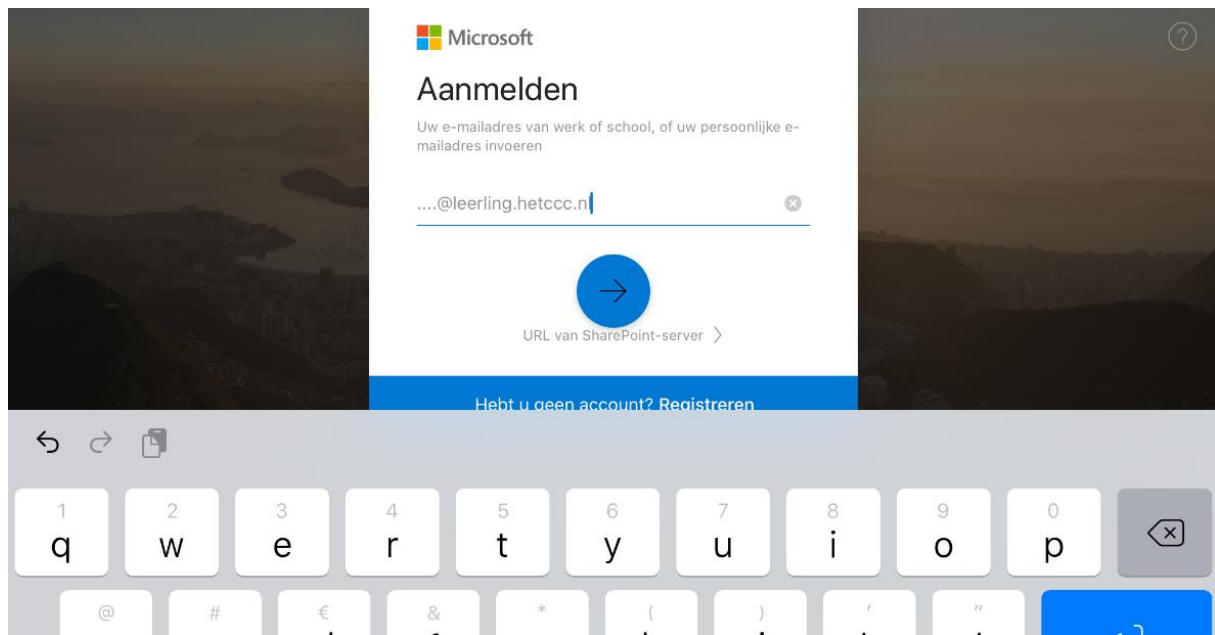 Microsoft
?
Aanmelden
Uw e-mailadres van werk of school, of uw persoonlijke e-
mailadres invoeren
....@leerling.hetccc.nl
URL van SharePoint-server
Hebt u geen account? Registreren
1 2 3 4 5 6 7 8 9 0
q w e r t y u i o p
@ # € & * ( ) ' "